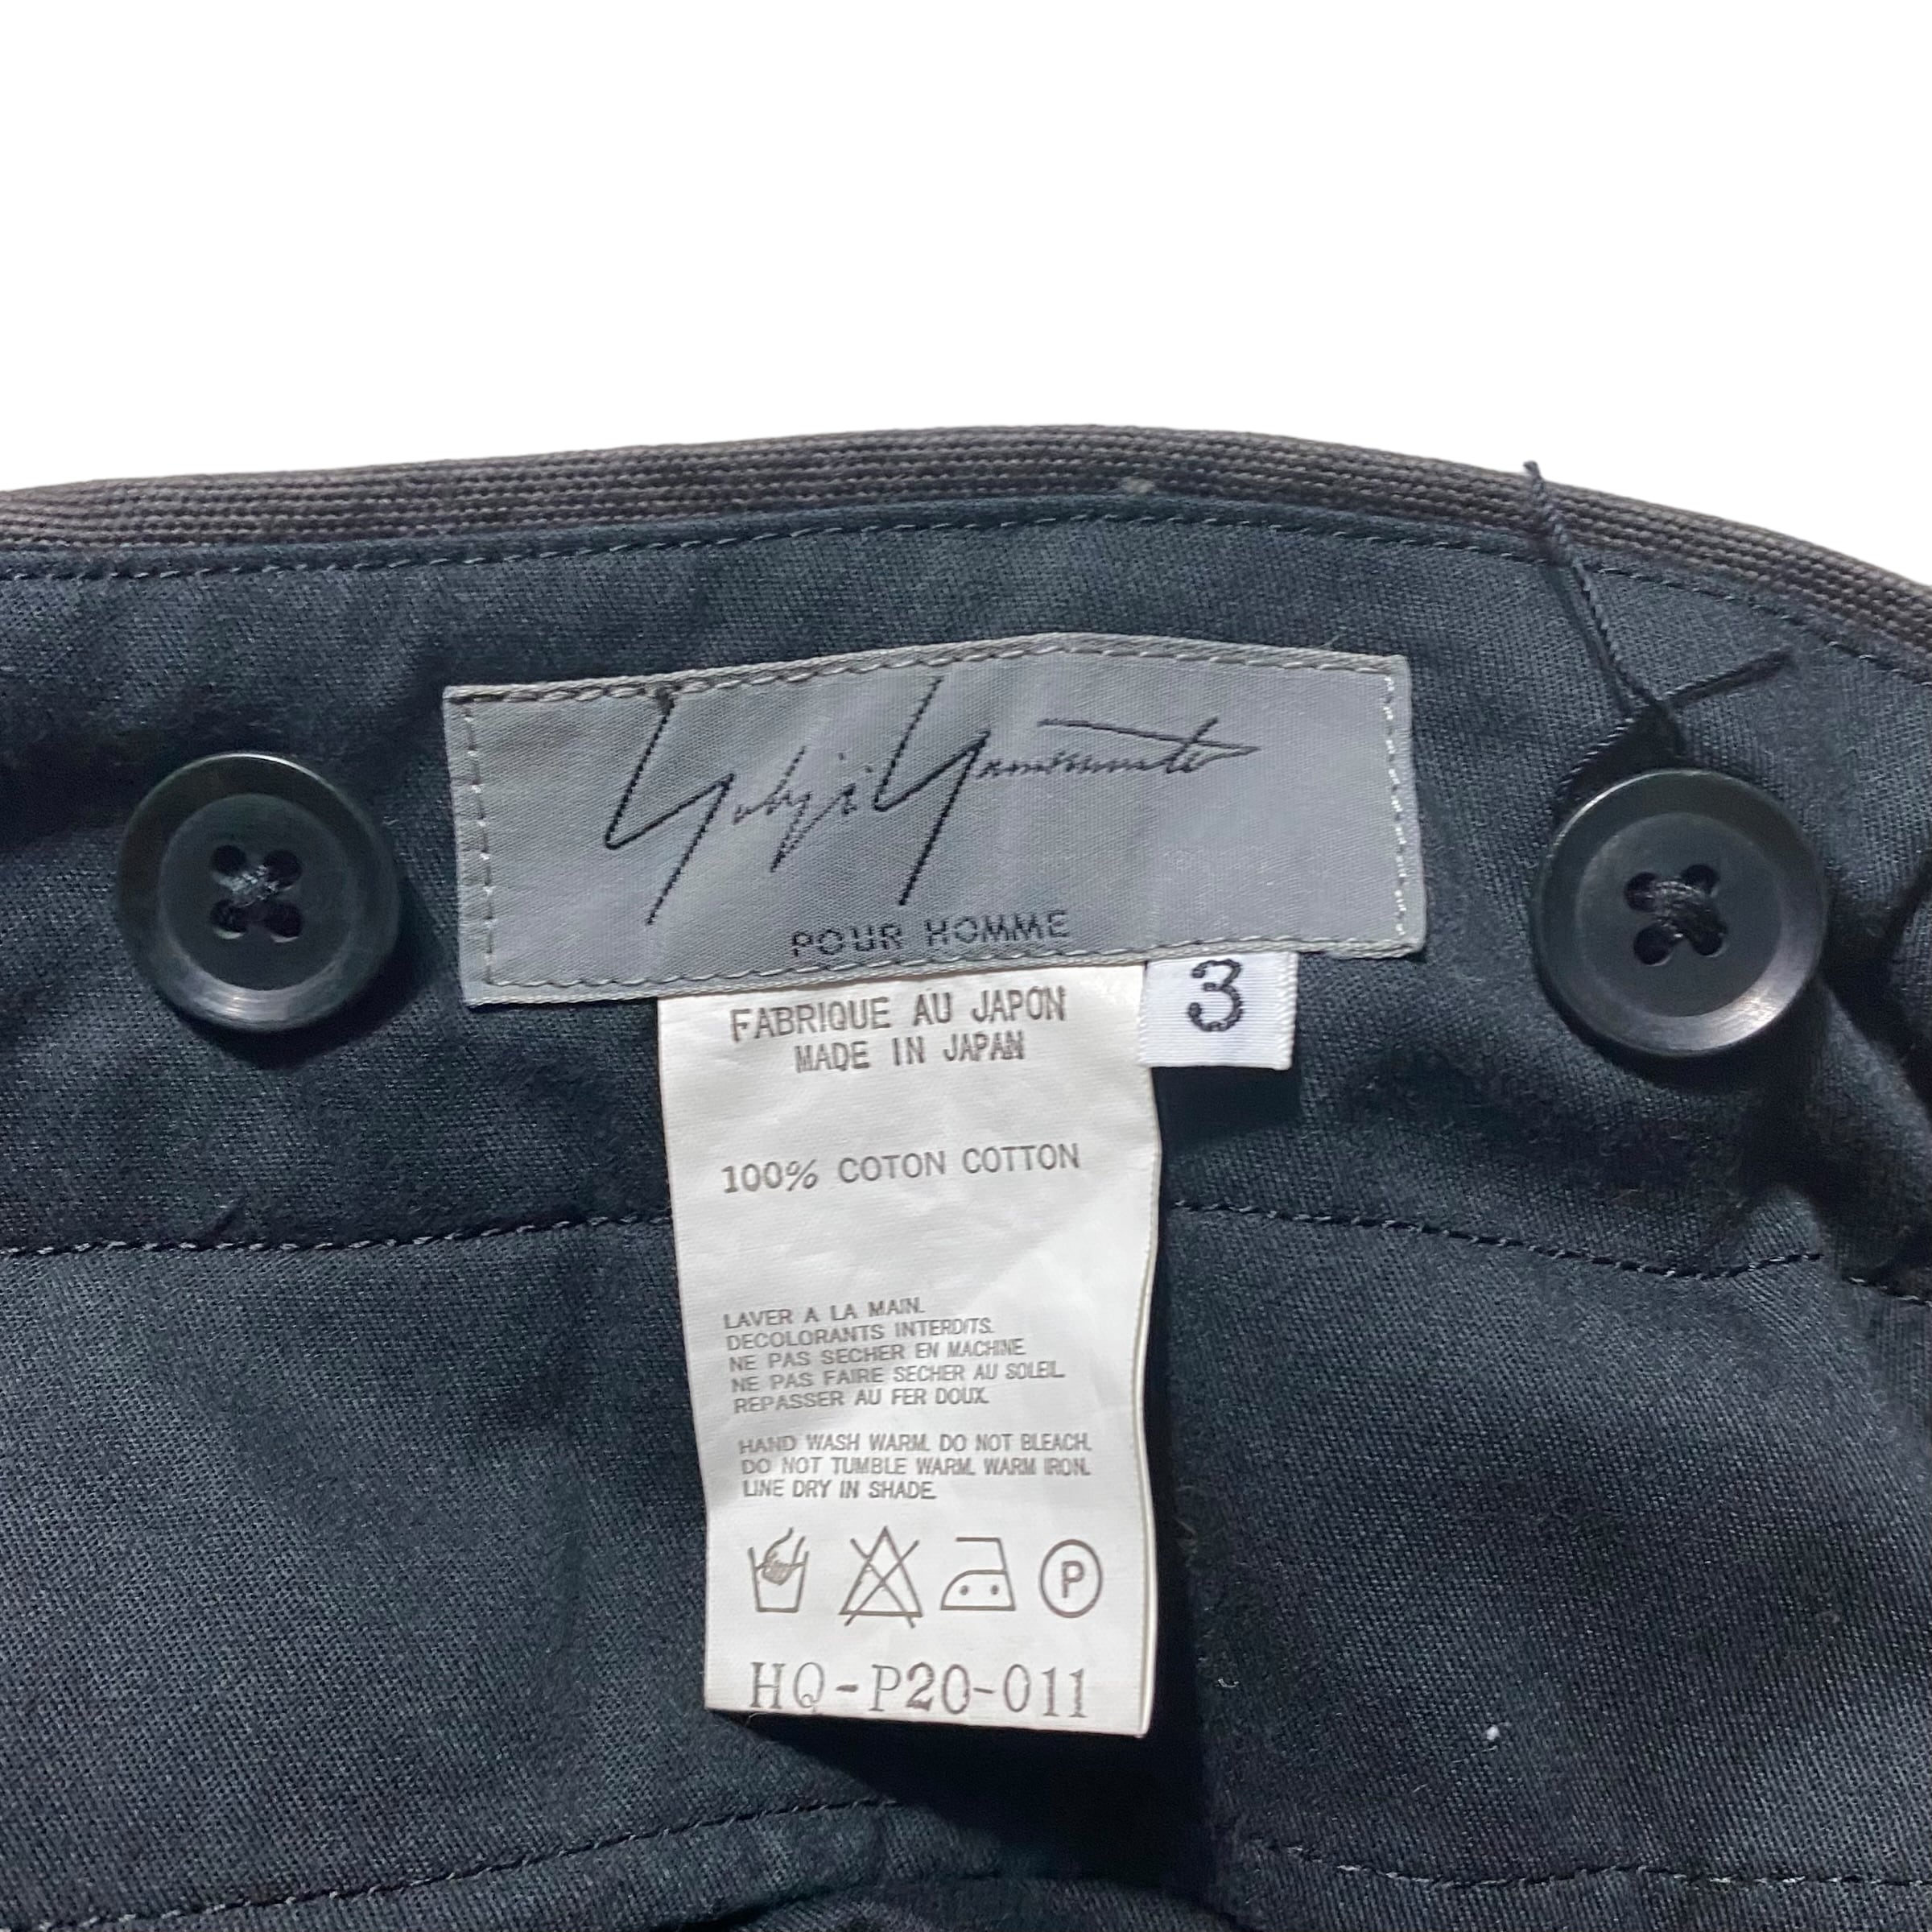 Yohji Yamamoto
POUR HOMME
3
FABRIQUE AU JAPON
MADE IN JAPAN
100% COTON COTTON
LAVER A LA MAIN.
DECOLORANTS INTERDITS.
NE PAS SECHER EN MACHINE
NE PAS FAIRE SECHER AU SOLEIL.
REPASSER AU FER DOUX.
HAND WASH WARM. DO NOT BLEACH.
DO NOT TUMBLE WARM. WARM IRON.
LINE DRY IN SHADE.
P
HQ-P20-011